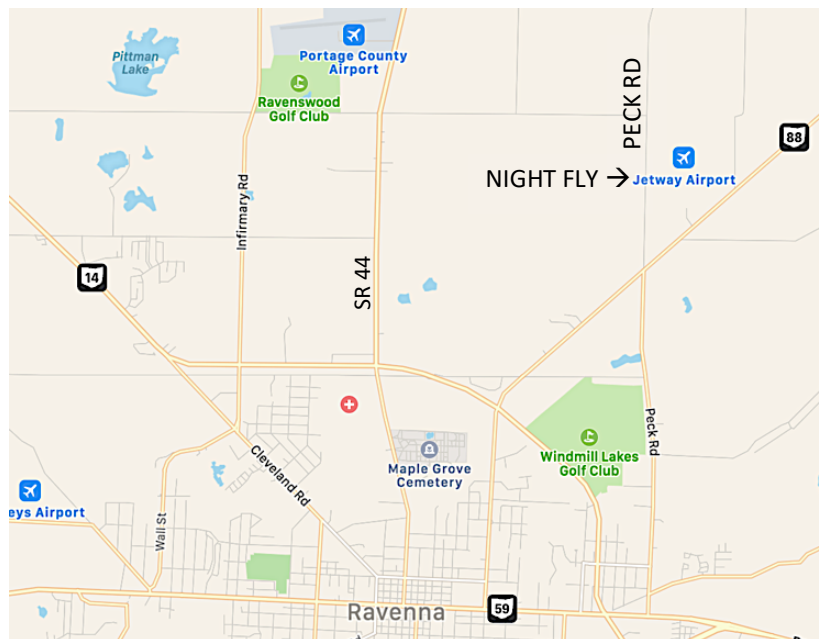 Pittman
Lake
Portage County
Airport
Ravenswood
Golf Club
PECK RD
88
NIGHT FLY →
Jetway Airport
Infirmary Rd
SR 44
14
Peck Rd
Windmill Lakes
Golf Club
Maple Grove
Cemetery
Cleveland Rd
eys Airport
Wall St
59
Ravenna